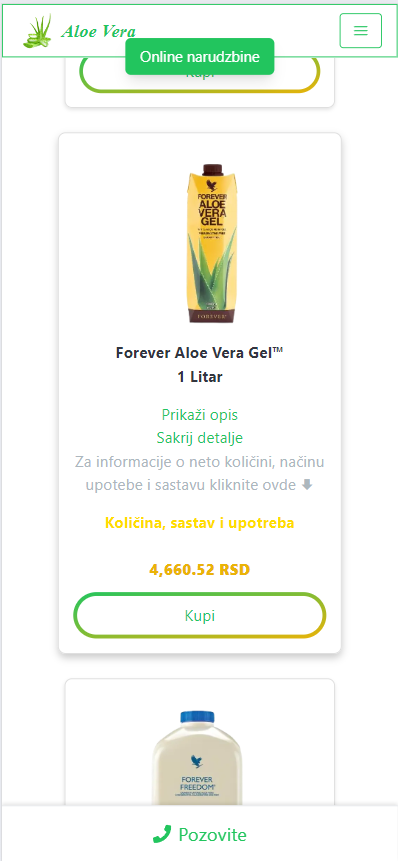 Aloe Vera
Online narudzbine
Kupi
FOREVER
ALOE
VERA
GEL
FOREVER
Forever Aloe Vera Gel™
1 Litar
Prikaži opis
Sakrij detalje
Za informacije o neto količini, načinu
upotebe i sastavu kliknite ovde 🡇
Količina, sastav i upotreba
4,660.52 RSD
Kupi
FOREVER
FREEDOM®
Pozovite